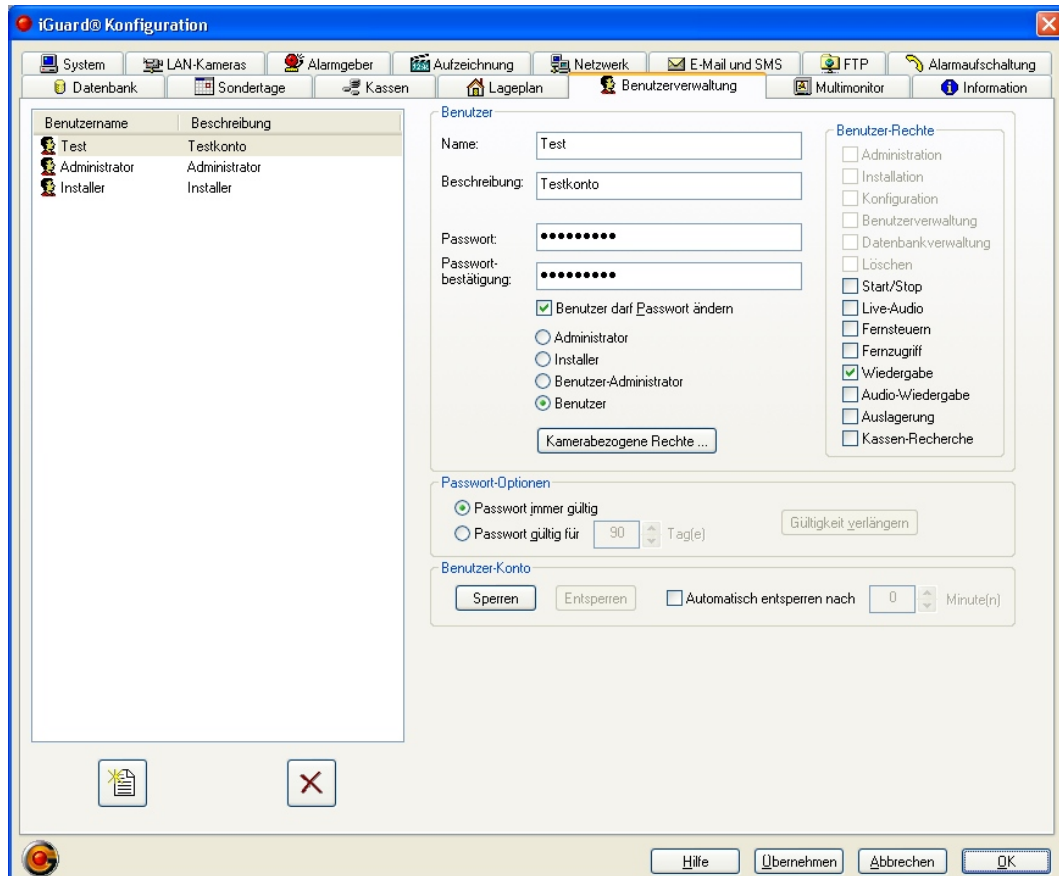 iGuard® Konfiguration
System LAN-Kameras Alarmgeber Aufzeichnung Netzwerk E-Mail und SMS FTP Alarmaufschaltung
Datenbank Sondertage Kassen Lageplan Benutzerverwaltung Multimonitor Information
Benutzername Beschreibung
Test Testkonto
Administrator Administrator
Installer Installer
Benutzer
Name: Test
Beschreibung: Testkonto
Passwort: •••••••••
Passwort-
bestätigung: •••••••••
Benutzer darf Passwort ändern
Administrator
Installer
Benutzer-Administrator
Benutzer
Kamerabezogene Rechte ...
Benutzer-Rechte
Administration
Installation
Konfiguration
Benutzerverwaltung
Datenbankverwaltung
Löschen
Start/Stop
Live-Audio
Fernsteuern
Fernzugriff
Wiedergabe
Audio-Wiedergabe
Auslagerung
Kassen-Recherche
Passwort-Optionen
Passwort immer gültig
Passwort gültig für 90 Tag(e)
Gültigkeit verlängern
Benutzer-Konto
Sperren Entsperren Automatisch entsperren nach 0 Minute(n)
Hilfe Übernehmen Abbrechen OK